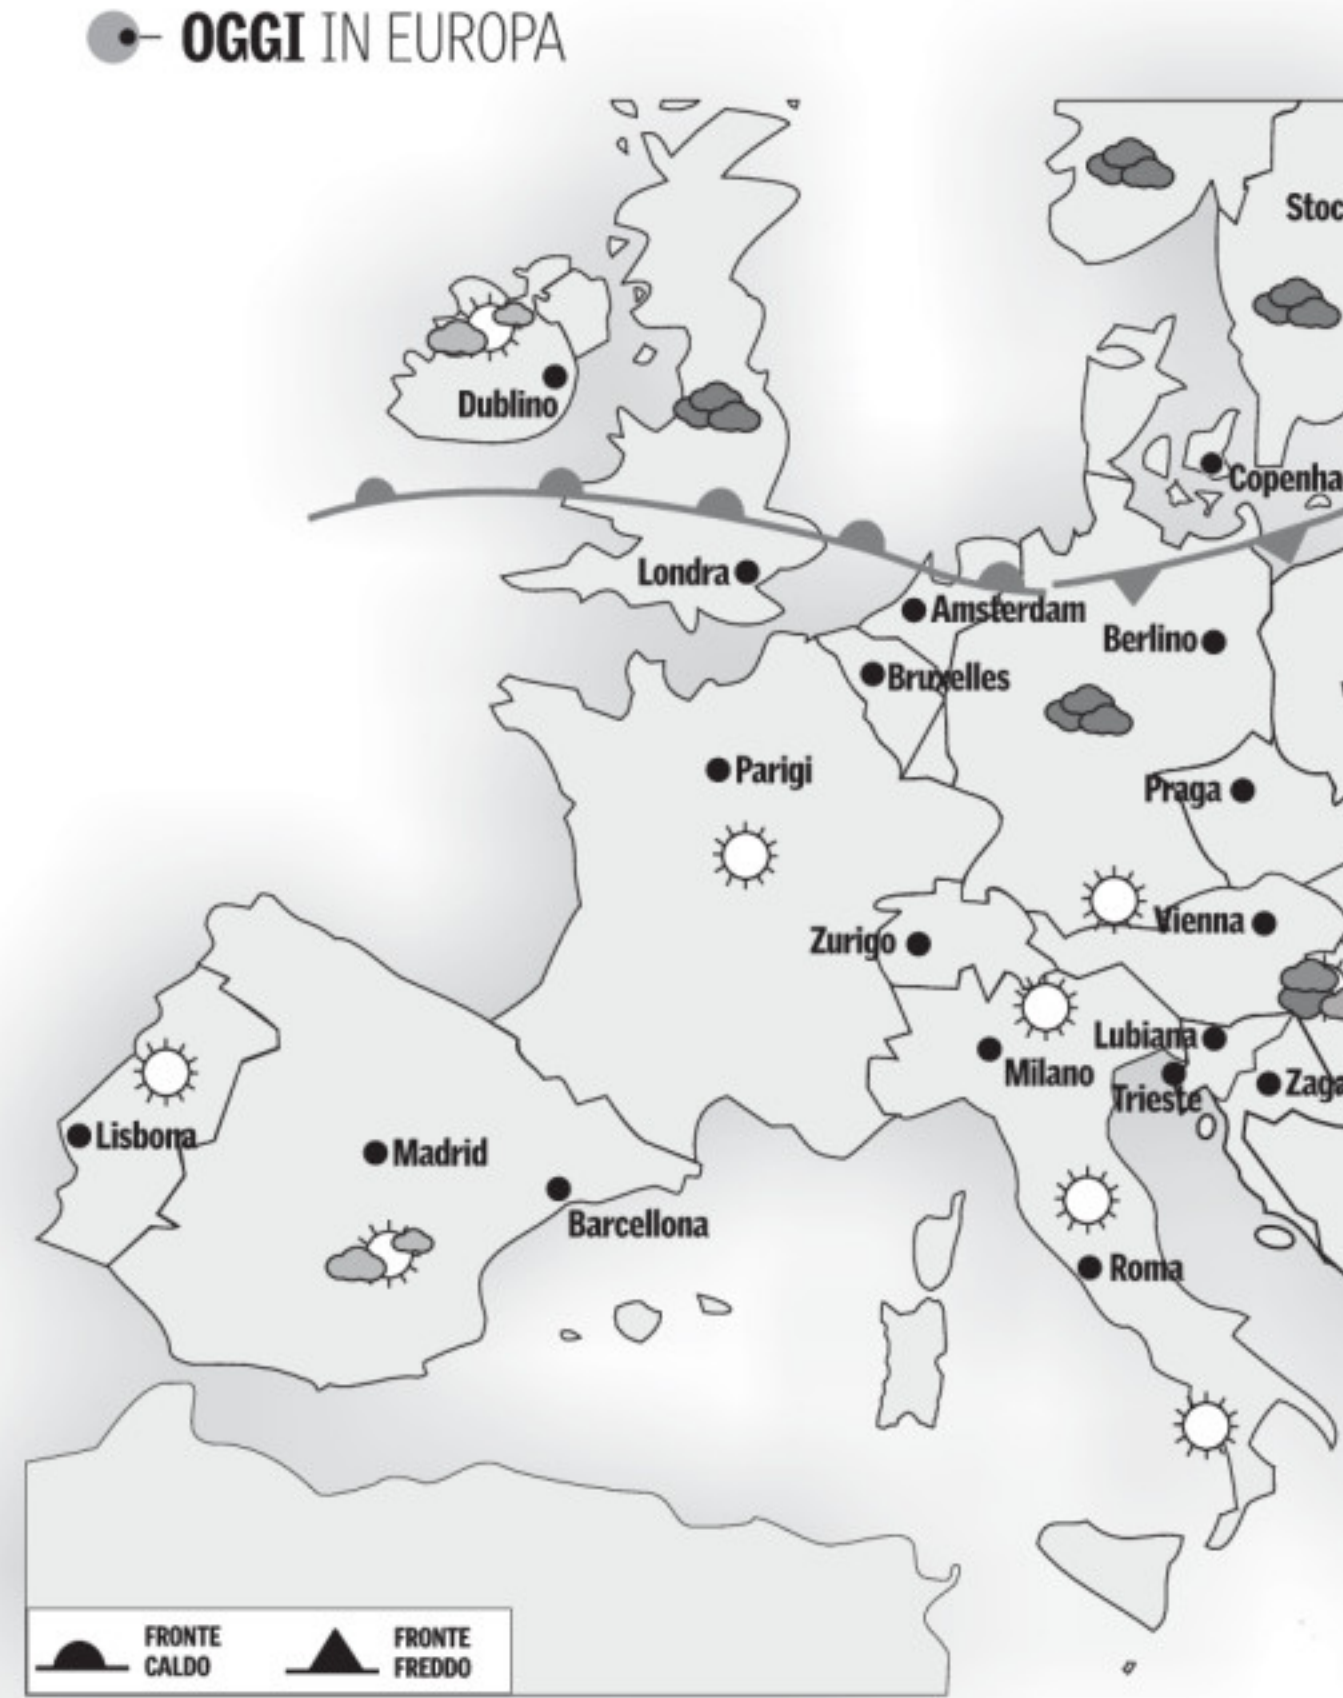 OGGI IN EUROPA
Stoc
Dublino
Copenha
Londra
Amsterdam
Berlino
Bruxelles
Parigi
Praga
Vienna
Zurigo
Lubiana
Milano
Zaga
Trieste
Lisbona
Madrid
Barcellona
Roma
FRONTE
CALDO
FRONTE
FREDDO